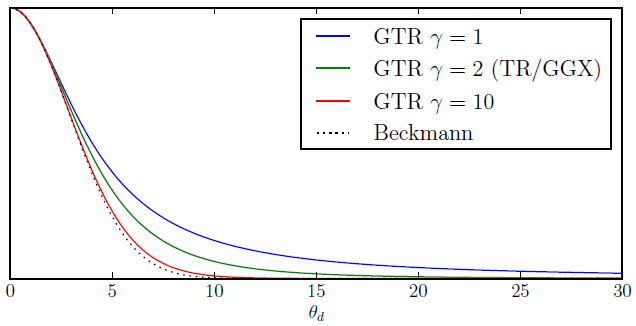 GTR γ = 1
GTR γ = 2 (TR/GGX)
GTR γ = 10
Beckmann
0 5 10 15 20 25 30
θd